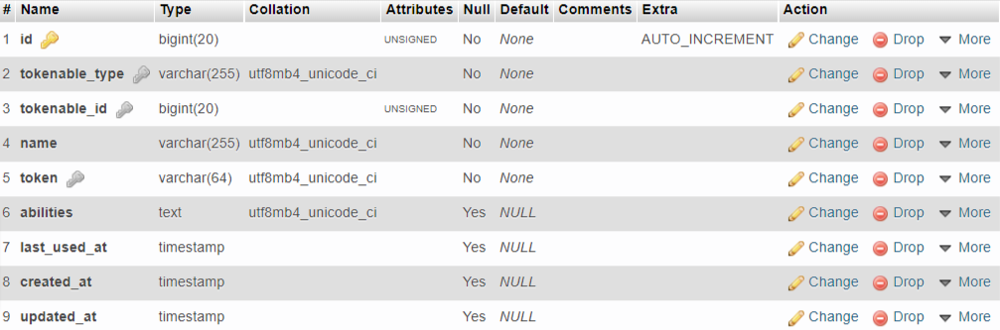 # Name Type Collation Attributes Null Default Comments Extra Action
1 id bigint(20) UNSIGNED No None AUTO_INCREMENT Change Drop More
2 tokenable_type varchar(255) utf8mb4_unicode_ci No None Change Drop More
3 tokenable_id bigint(20) UNSIGNED No None Change Drop More
4 name varchar(255) utf8mb4_unicode_ci No None Change Drop More
5 token varchar(64) utf8mb4_unicode_ci No None Change Drop More
6 abilities text utf8mb4_unicode_ci Yes NULL Change Drop More
7 last_used_at timestamp Yes NULL Change Drop More
8 created_at timestamp Yes NULL Change Drop More
9 updated_at timestamp Yes NULL Change Drop More